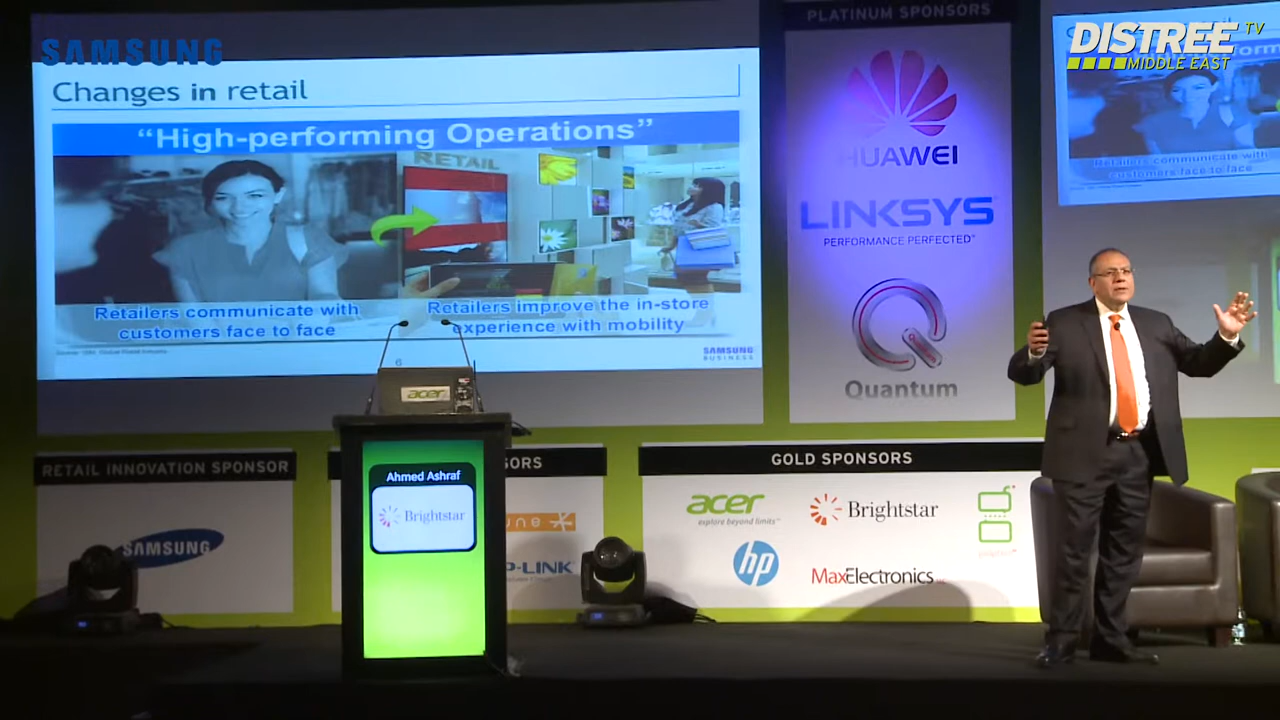 SAMSUNG
Changes in retail
“High-performing Operations”
RETAIL
Retailers communicate with
customers face to face
Retailers improve the in-store
experience with mobility
SAMSUNG
BUSINESS
6
PLATINUM SPONSORS
HUAWEI
LINKSYS
PERFORMANCE PERFECTED™
Quantum
DISTREE TV
MIDDLE EAST
Retailers communicate with
customers face to face
acer
RETAIL INNOVATION SPONSOR
SAMSUNG
Ahmed Ashraf
Brightstar
SORS
une
P-LINK
GOLD SPONSORS
acer
explore beyond limits™
Brightstar
hp
MaxElectronics